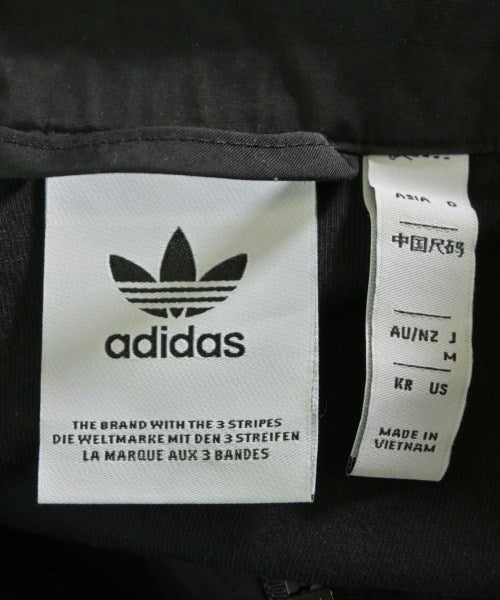 adidas
THE BRAND WITH THE 3 STRIPES
DIE WELTMARKE MIT DEN 3 STREIFEN
LA MARQUE AUX 3 BANDES
ASIA O
中国尺码
AU/NZ J
M
KR US
MADE IN
VIETNAM